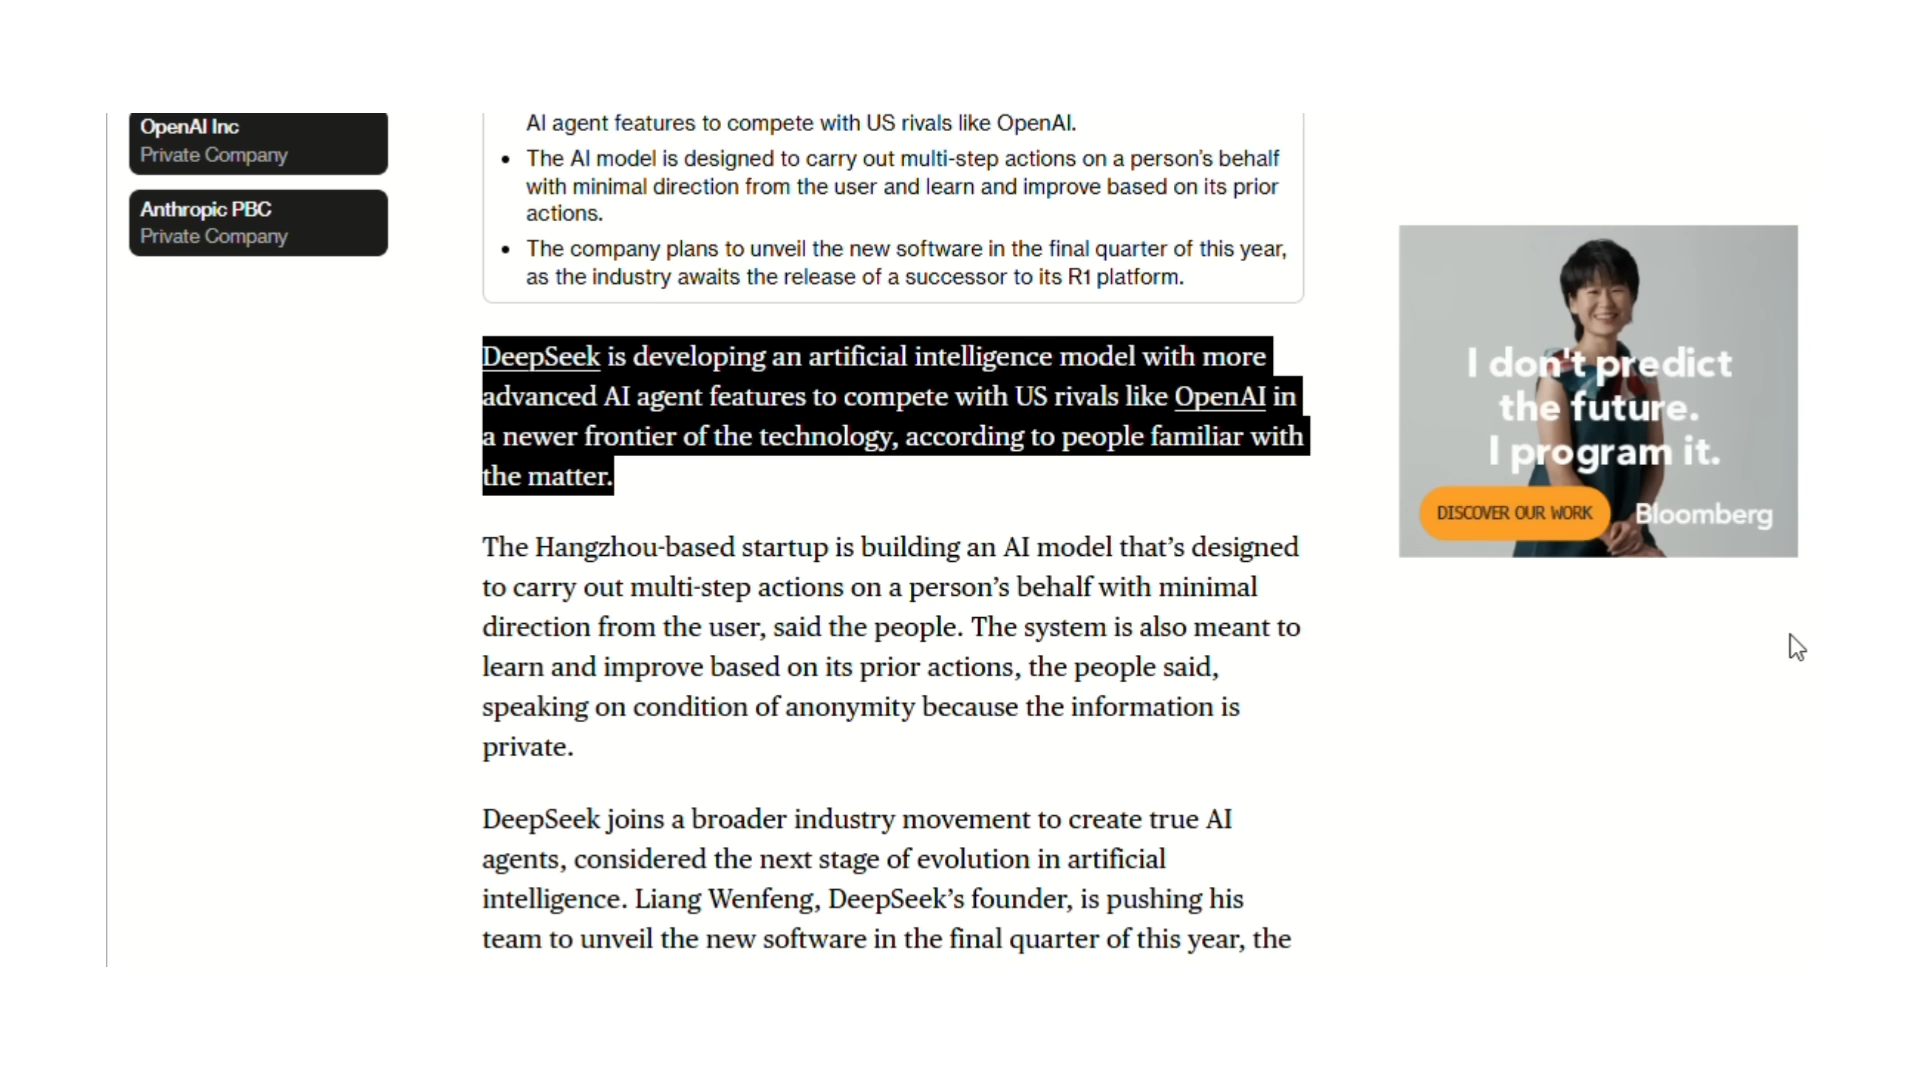 OpenAI Inc
Private Company
Anthropic PBC
Private Company
AI agent features to compete with US rivals like OpenAI.
• The AI model is designed to carry out multi-step actions on a person's behalf
with minimal direction from the user and learn and improve based on its prior
actions.
• The company plans to unveil the new software in the final quarter of this year,
as the industry awaits the release of a successor to its R1 platform.
DeepSeek is developing an artificial intelligence model with more
advanced AI agent features to compete with US rivals like OpenAI in
a newer frontier of the technology, according to people familiar with
the matter.
The Hangzhou-based startup is building an AI model that's designed
to carry out multi-step actions on a person's behalf with minimal
direction from the user, said the people. The system is also meant to
learn and improve based on its prior actions, the people said,
speaking on condition of anonymity because the information is
private.
DeepSeek joins a broader industry movement to create true AI
agents, considered the next stage of evolution in artificial
intelligence. Liang Wenfeng, DeepSeek's founder, is pushing his
team to unveil the new software in the final quarter of this year, the
I don't predict
the future.
I program it.
DISCOVER OUR WORK
Bloomberg